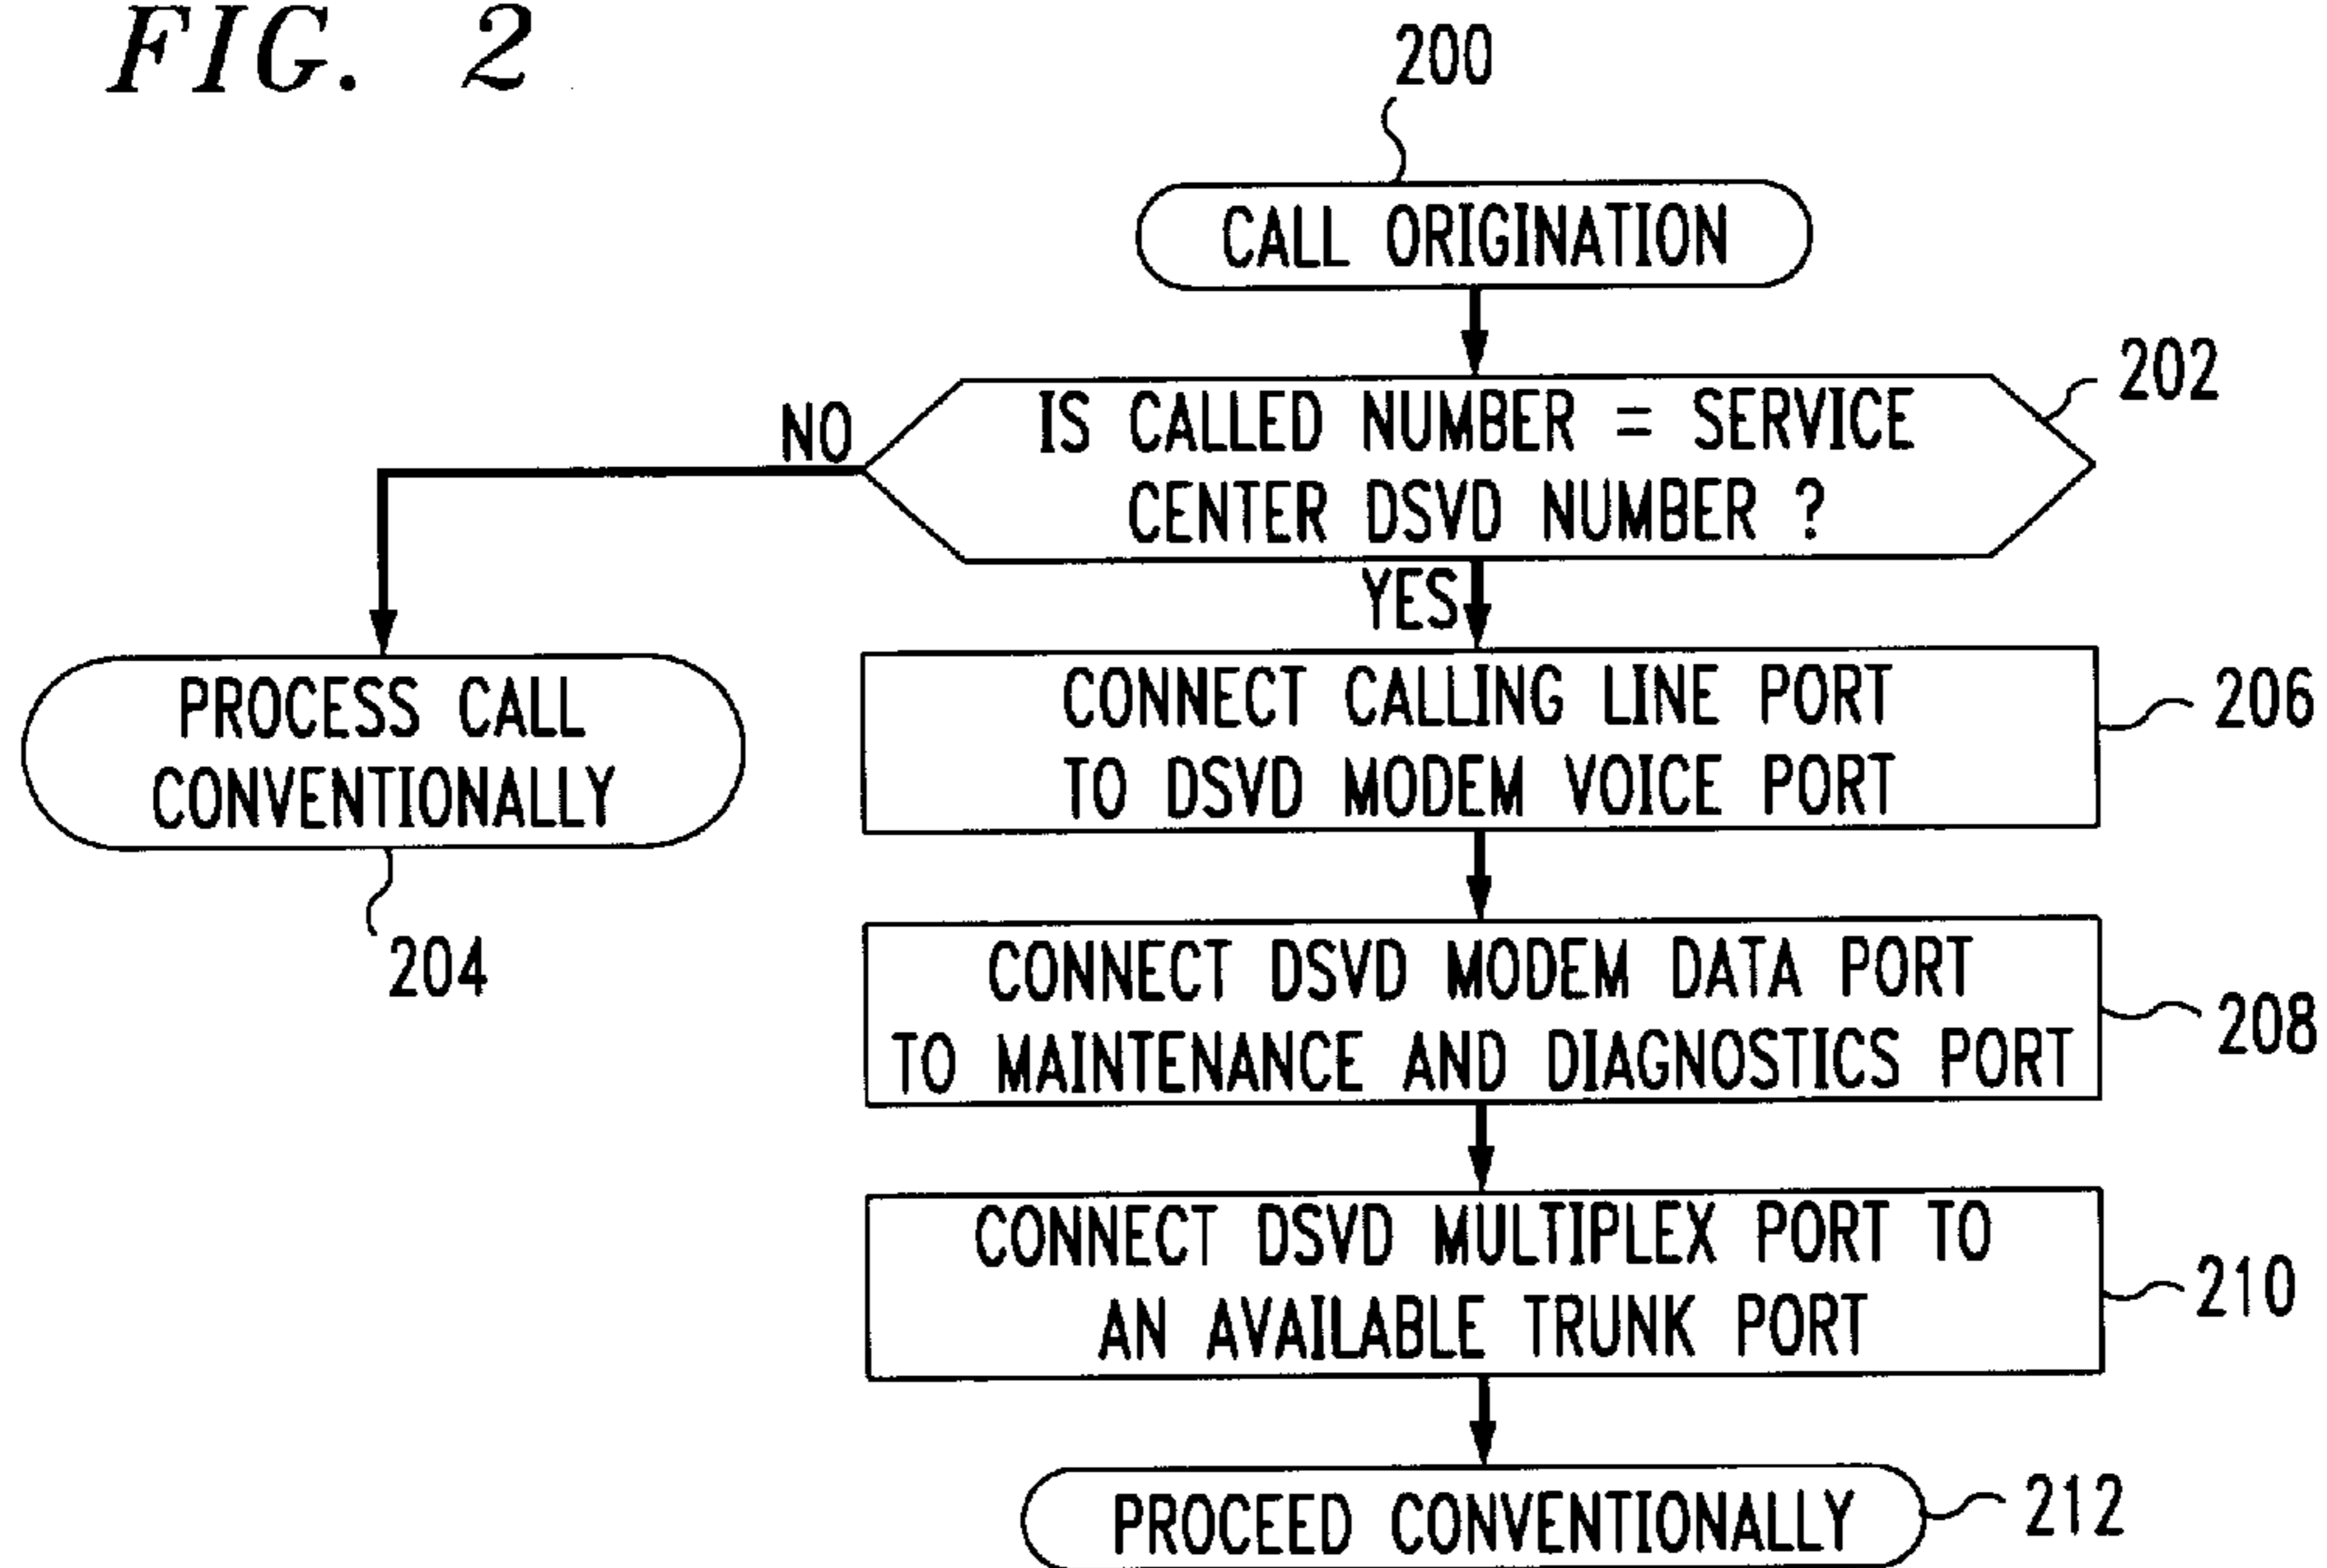 FIG. 2
200
CALL ORIGINATION
202
IS CALLED NUMBER = SERVICE
CENTER DSVD NUMBER ?
NO
YES
PROCESS CALL
CONVENTIONALLY
204
CONNECT CALLING LINE PORT
TO DSVD MODEM VOICE PORT
206
CONNECT DSVD MODEM DATA PORT
TO MAINTENANCE AND DIAGNOSTICS PORT
208
CONNECT DSVD MULTIPLEX PORT TO
AN AVAILABLE TRUNK PORT
210
PROCEED CONVENTIONALLY
212